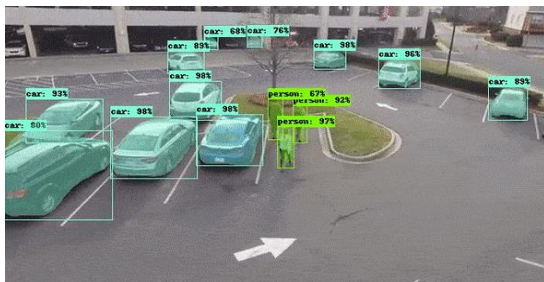 car: 68%
car: 76%
car: 89%
car: 98%
car: 96%
car: 98%
car: 89%
car: 93%
person: 67%
person: 92%
car: 98%
car: 98%
person: 97%
car: 80%